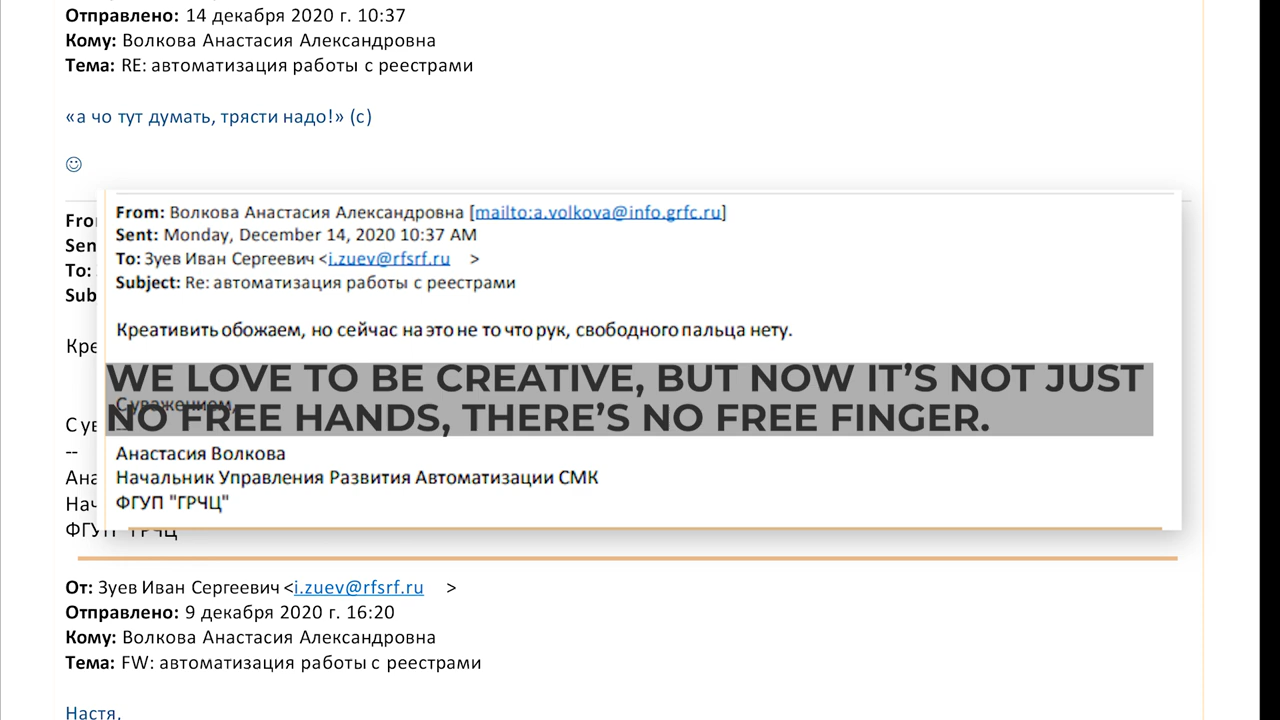 Отправлено: 14 декабря 2020 г. 10:37
Кому: Волкова Анастасия Александровна
Тема: RE: автоматизация работы с реестрами
«а чо тут думать, трясти надо!» (с)
☺
From: Волкова Анастасия Александровна [mailto:a.volkova@info.grfc.ru]
Sent: Monday, December 14, 2020 10:37 AM
To: Зуев Иван Сергеевич <i.zuev@rfsrf.ru >
Subject: Re: автоматизация работы с реестрами
Креативить обожаем, но сейчас на это не то что рук, свободного пальца нету.
WE LOVE TO BE CREATIVE, BUT NOW IT’S NOT JUST
NO FREE HANDS, THERE’S NO FREE FINGER.
С уважением,
Анастасия Волкова
Начальник Управления Развития Автоматизации СМК
ФГУП "ГРЧЦ"
--
ФГУП "ГРЧЦ"
От: Зуев Иван Сергеевич <i.zuev@rfsrf.ru >
Отправлено: 9 декабря 2020 г. 16:20
Кому: Волкова Анастасия Александровна
Тема: FW: автоматизация работы с реестрами
Настя,